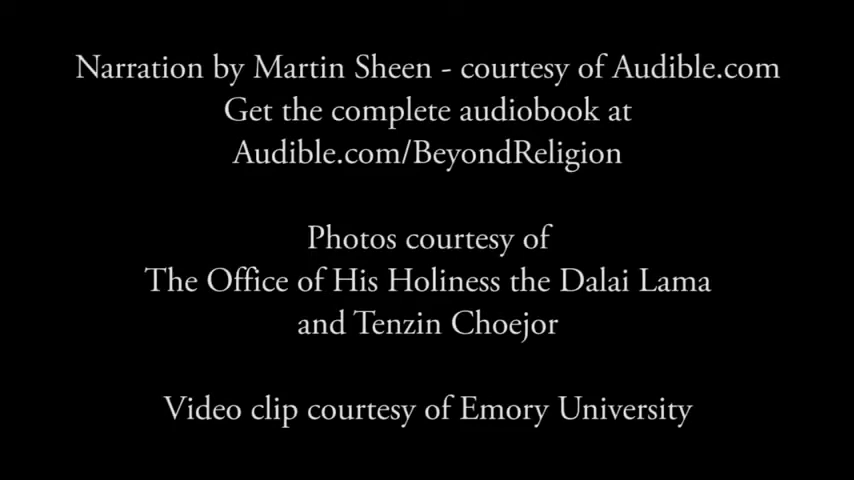 Narration by Martin Sheen - courtesy of Audible.com
Get the complete audiobook at
Audible.com/BeyondReligion
Photos courtesy of
The Office of His Holiness the Dalai Lama
and Tenzin Choejor
Video clip courtesy of Emory University